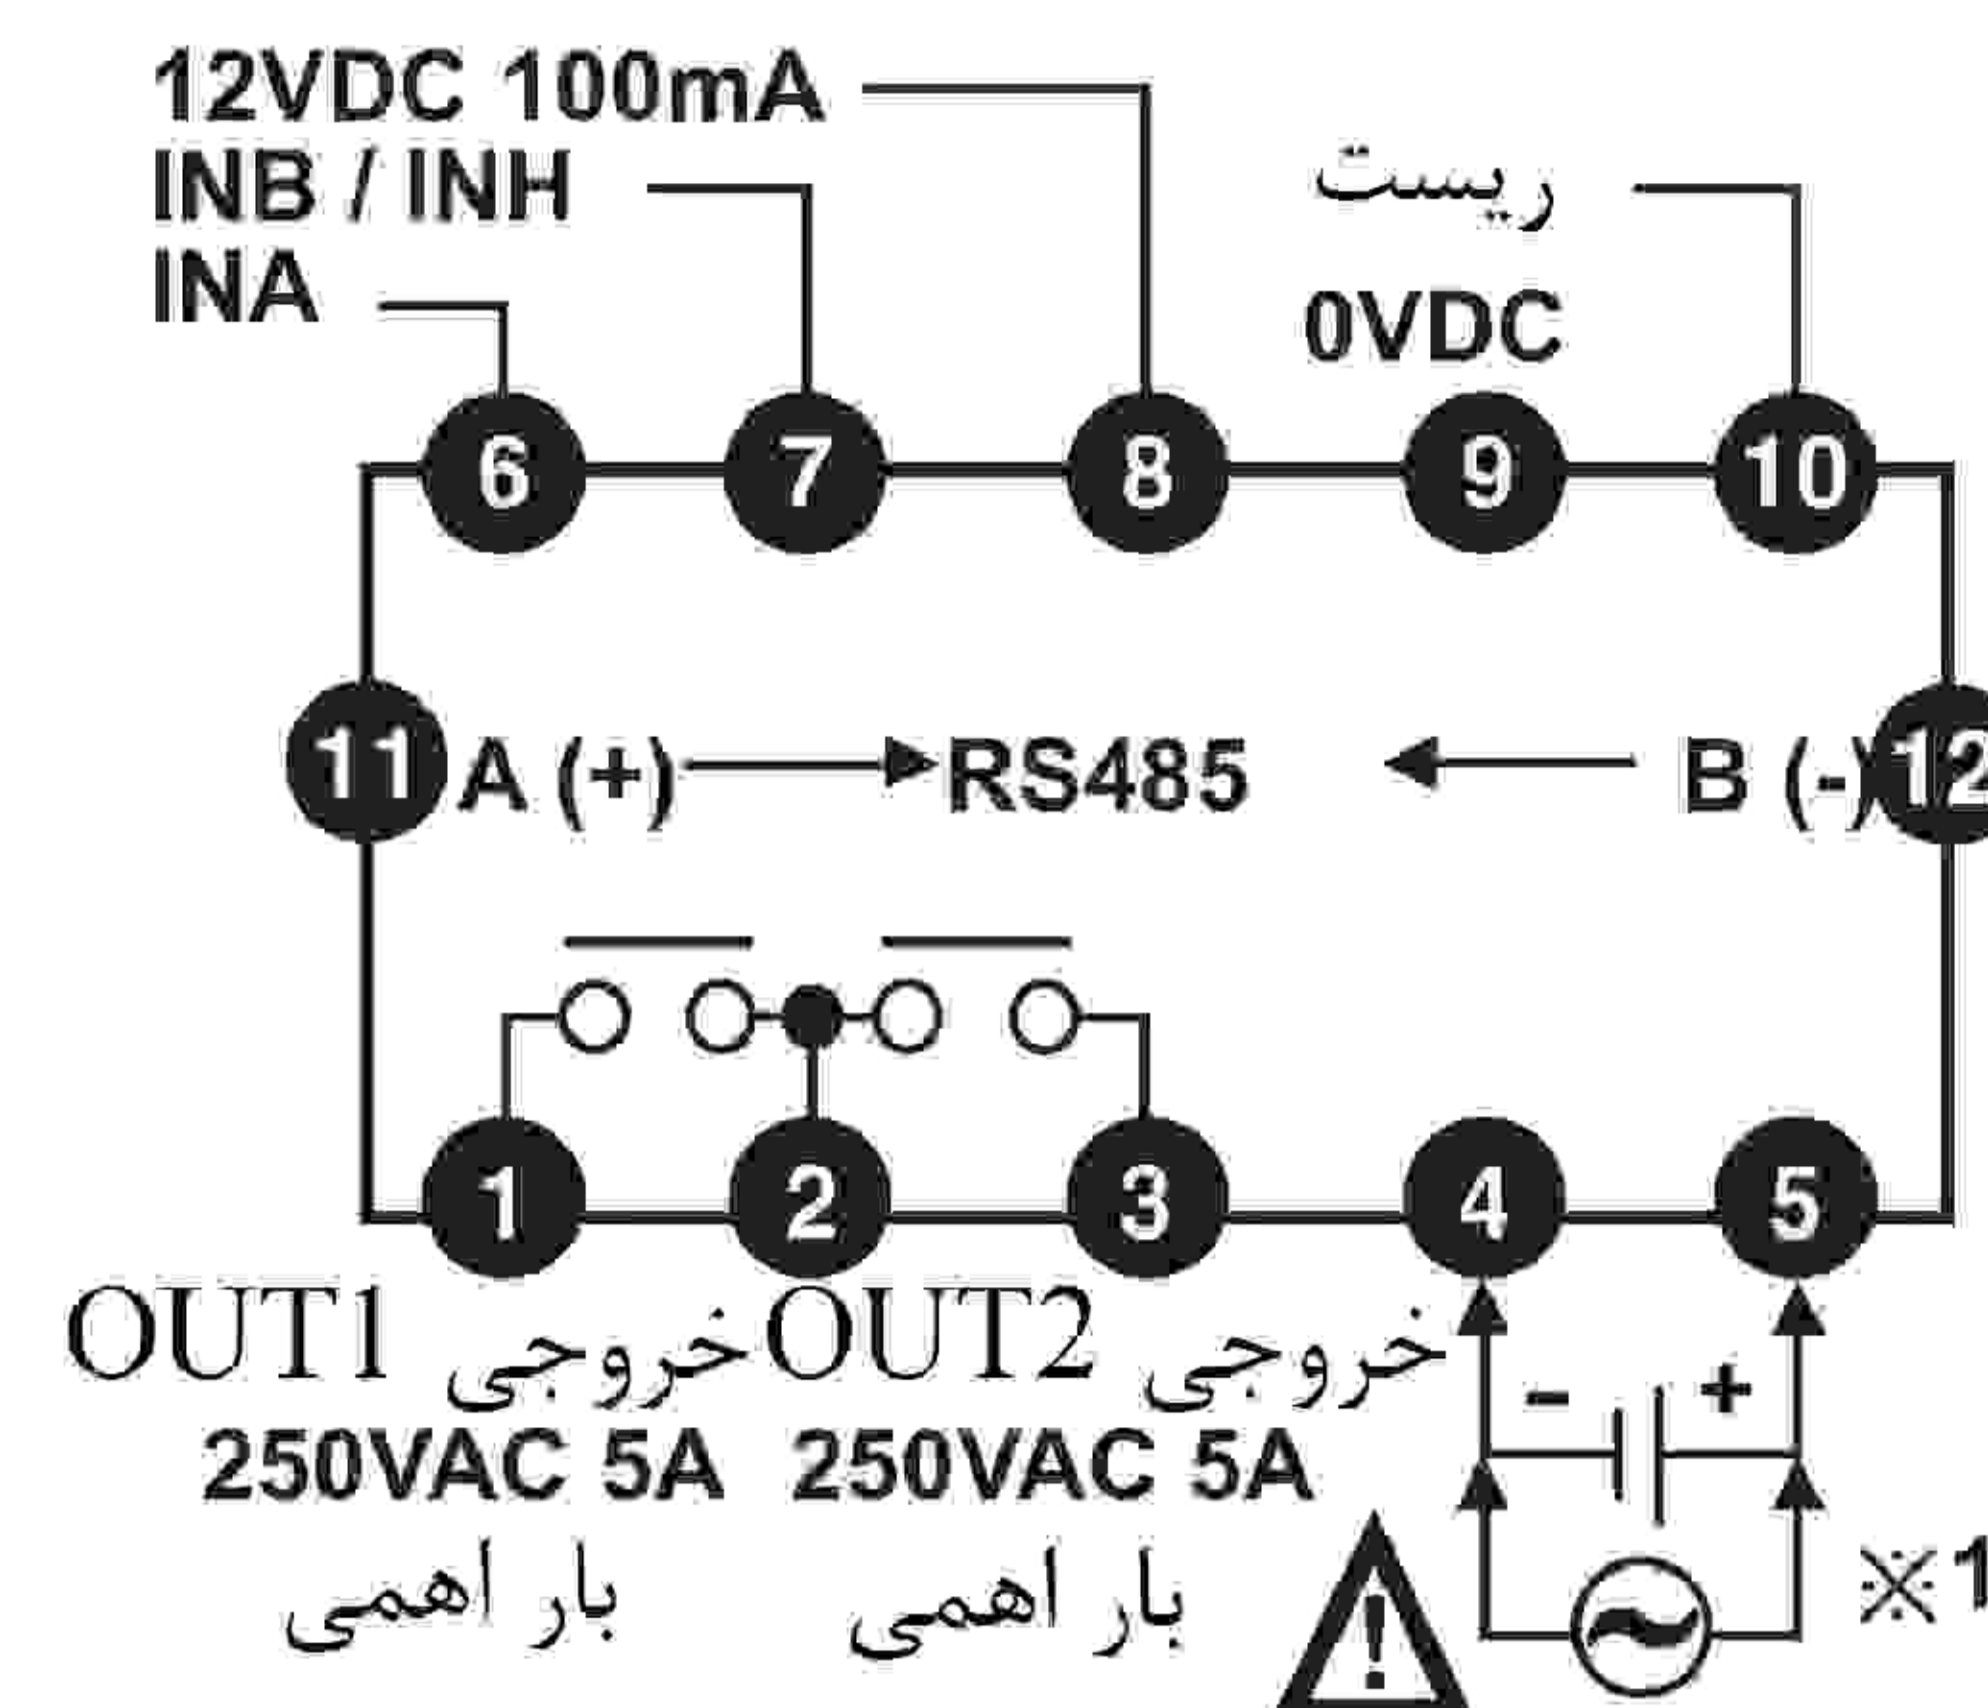 12VDC 100mA
INB / INH
INA
ریست
0VDC
6 7 8 9 10
11 A (+) RS485 B (-) 12
1 2 3 4 5
OUT1 خروجی OUT2 خروجی
- +
250VAC 5A 250VAC 5A
بار اهمی بار اهمی
! ※1